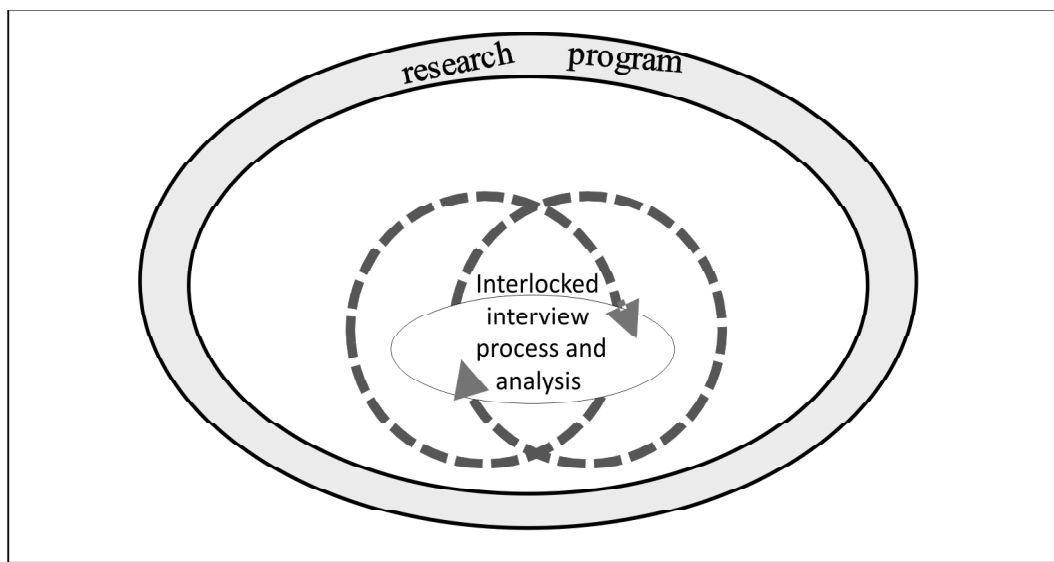 research program
Interlocked
interview
process and
analysis